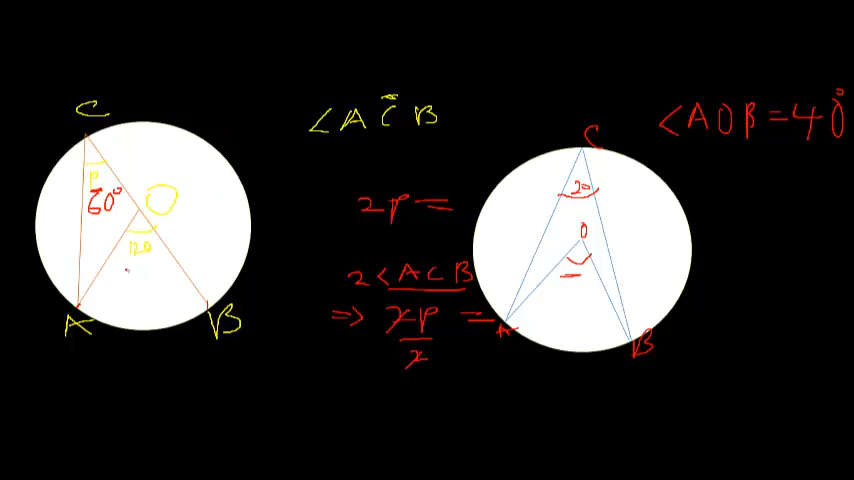 C
P
60°
O
120
A
B
∠ACB
2P=
2<ACB
=> 2P =
2
<AOB=40°
C
20
O
A
B